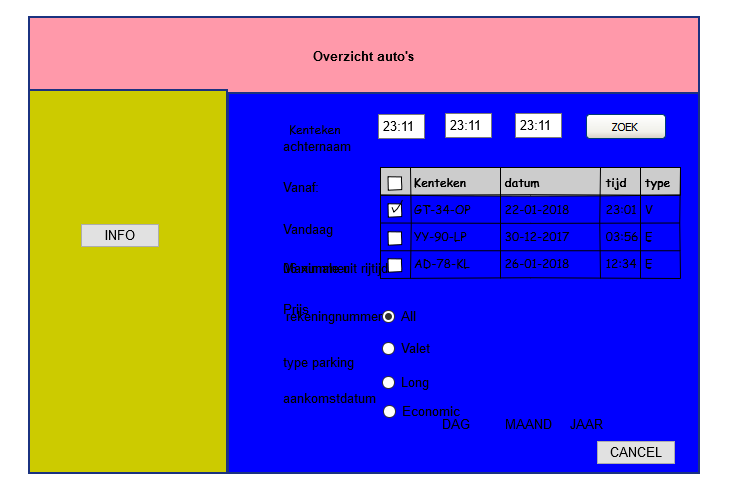 Overzicht auto's
Kenteken 23:11 23:11 23:11 ZOEK
achternaam
Kenteken datum tijd type
Vanaf
GT-34-OP 22-01-2018 23:01 V
INFO Vandaag YY-90-LP 30-12-2017 03:56 E
AD-78-KL 26-01-2018 12:34 E
Prijs
rekeningnummer All
Valet
type parking
Long
aankomstdatum
Economic
DAG MAAND JAAR
CANCEL